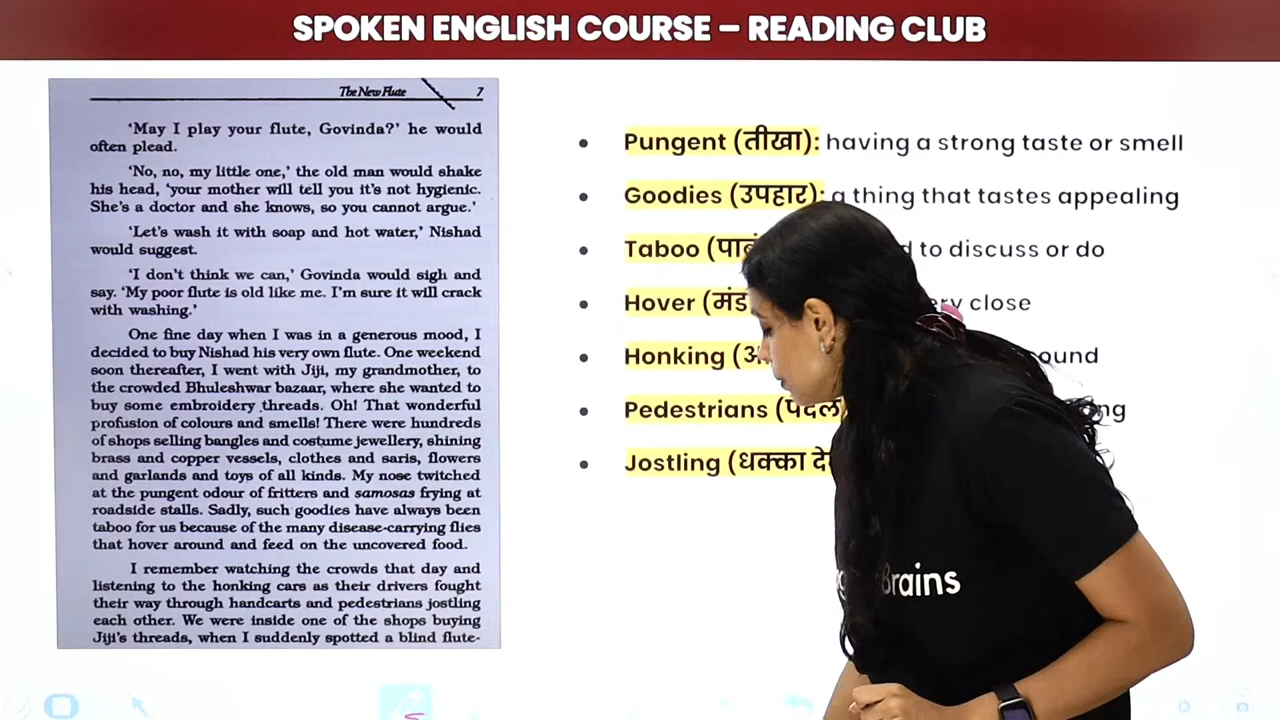 SPOKEN ENGLISH COURSE – READING CLUB
The New Flute 7
'May I play your flute, Govinda?' he would
often plead.
'No, no, my little one,' the old man would shake
his head, 'your mother will tell you it's not hygienic.
She's a doctor and she knows, so you cannot argue.'
'Let's wash it with soap and hot water,' Nishad
would suggest.
'I don't think we can,' Govinda would sigh and
say. 'My poor flute is old like me. I'm sure it will crack
with washing.'
One fine day when I was in a generous mood, I
decided to buy Nishad his very own flute. One weekend
soon thereafter, I went with Jiji, my grandmother, to
the crowded Bhuleshwar bazaar, where she wanted to
buy some embroidery threads. Oh! That wonderful
profusion of colours and smells! There were hundreds
of shops selling bangles and costume jewellery, shining
brass and copper vessels, clothes and saris, flowers
and garlands and toys of all kinds. My nose twitched
at the pungent odour of fritters and samosas frying at
roadside stalls. Sadly, such goodies have always been
taboo for us because of the many disease-carrying flies
that hover around and feed on the uncovered food.
I remember watching the crowds that day and
listening to the honking cars as their drivers fought
their way through handcarts and pedestrians jostling
each other. We were inside one of the shops buying
Jiji's threads, when I suddenly spotted a blind flute-
Pungent (तीखा): having a strong taste or smell
Goodies (उपहार): a thing that tastes appealing
Taboo to discuss or do
Hover close
Honking
Pedestrians (पैदल
Jostling (धक्का
Brains